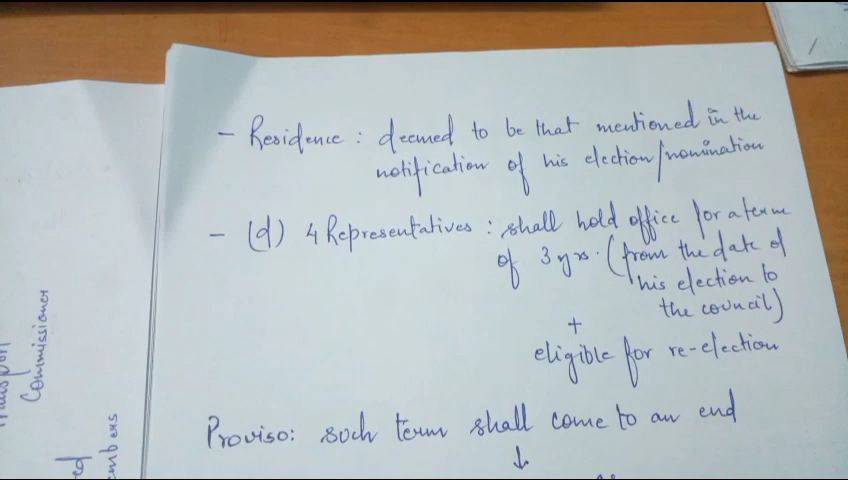 - Residence : deemed to be that mentioned in the
notification of his election/nomination
- (d) 4 Representatives : shall hold office for a term
of 3 yrs. (from the date of
his election to
the council)
+
eligible for re-election
Proviso: such term shall come to an end
↓
Commissioner